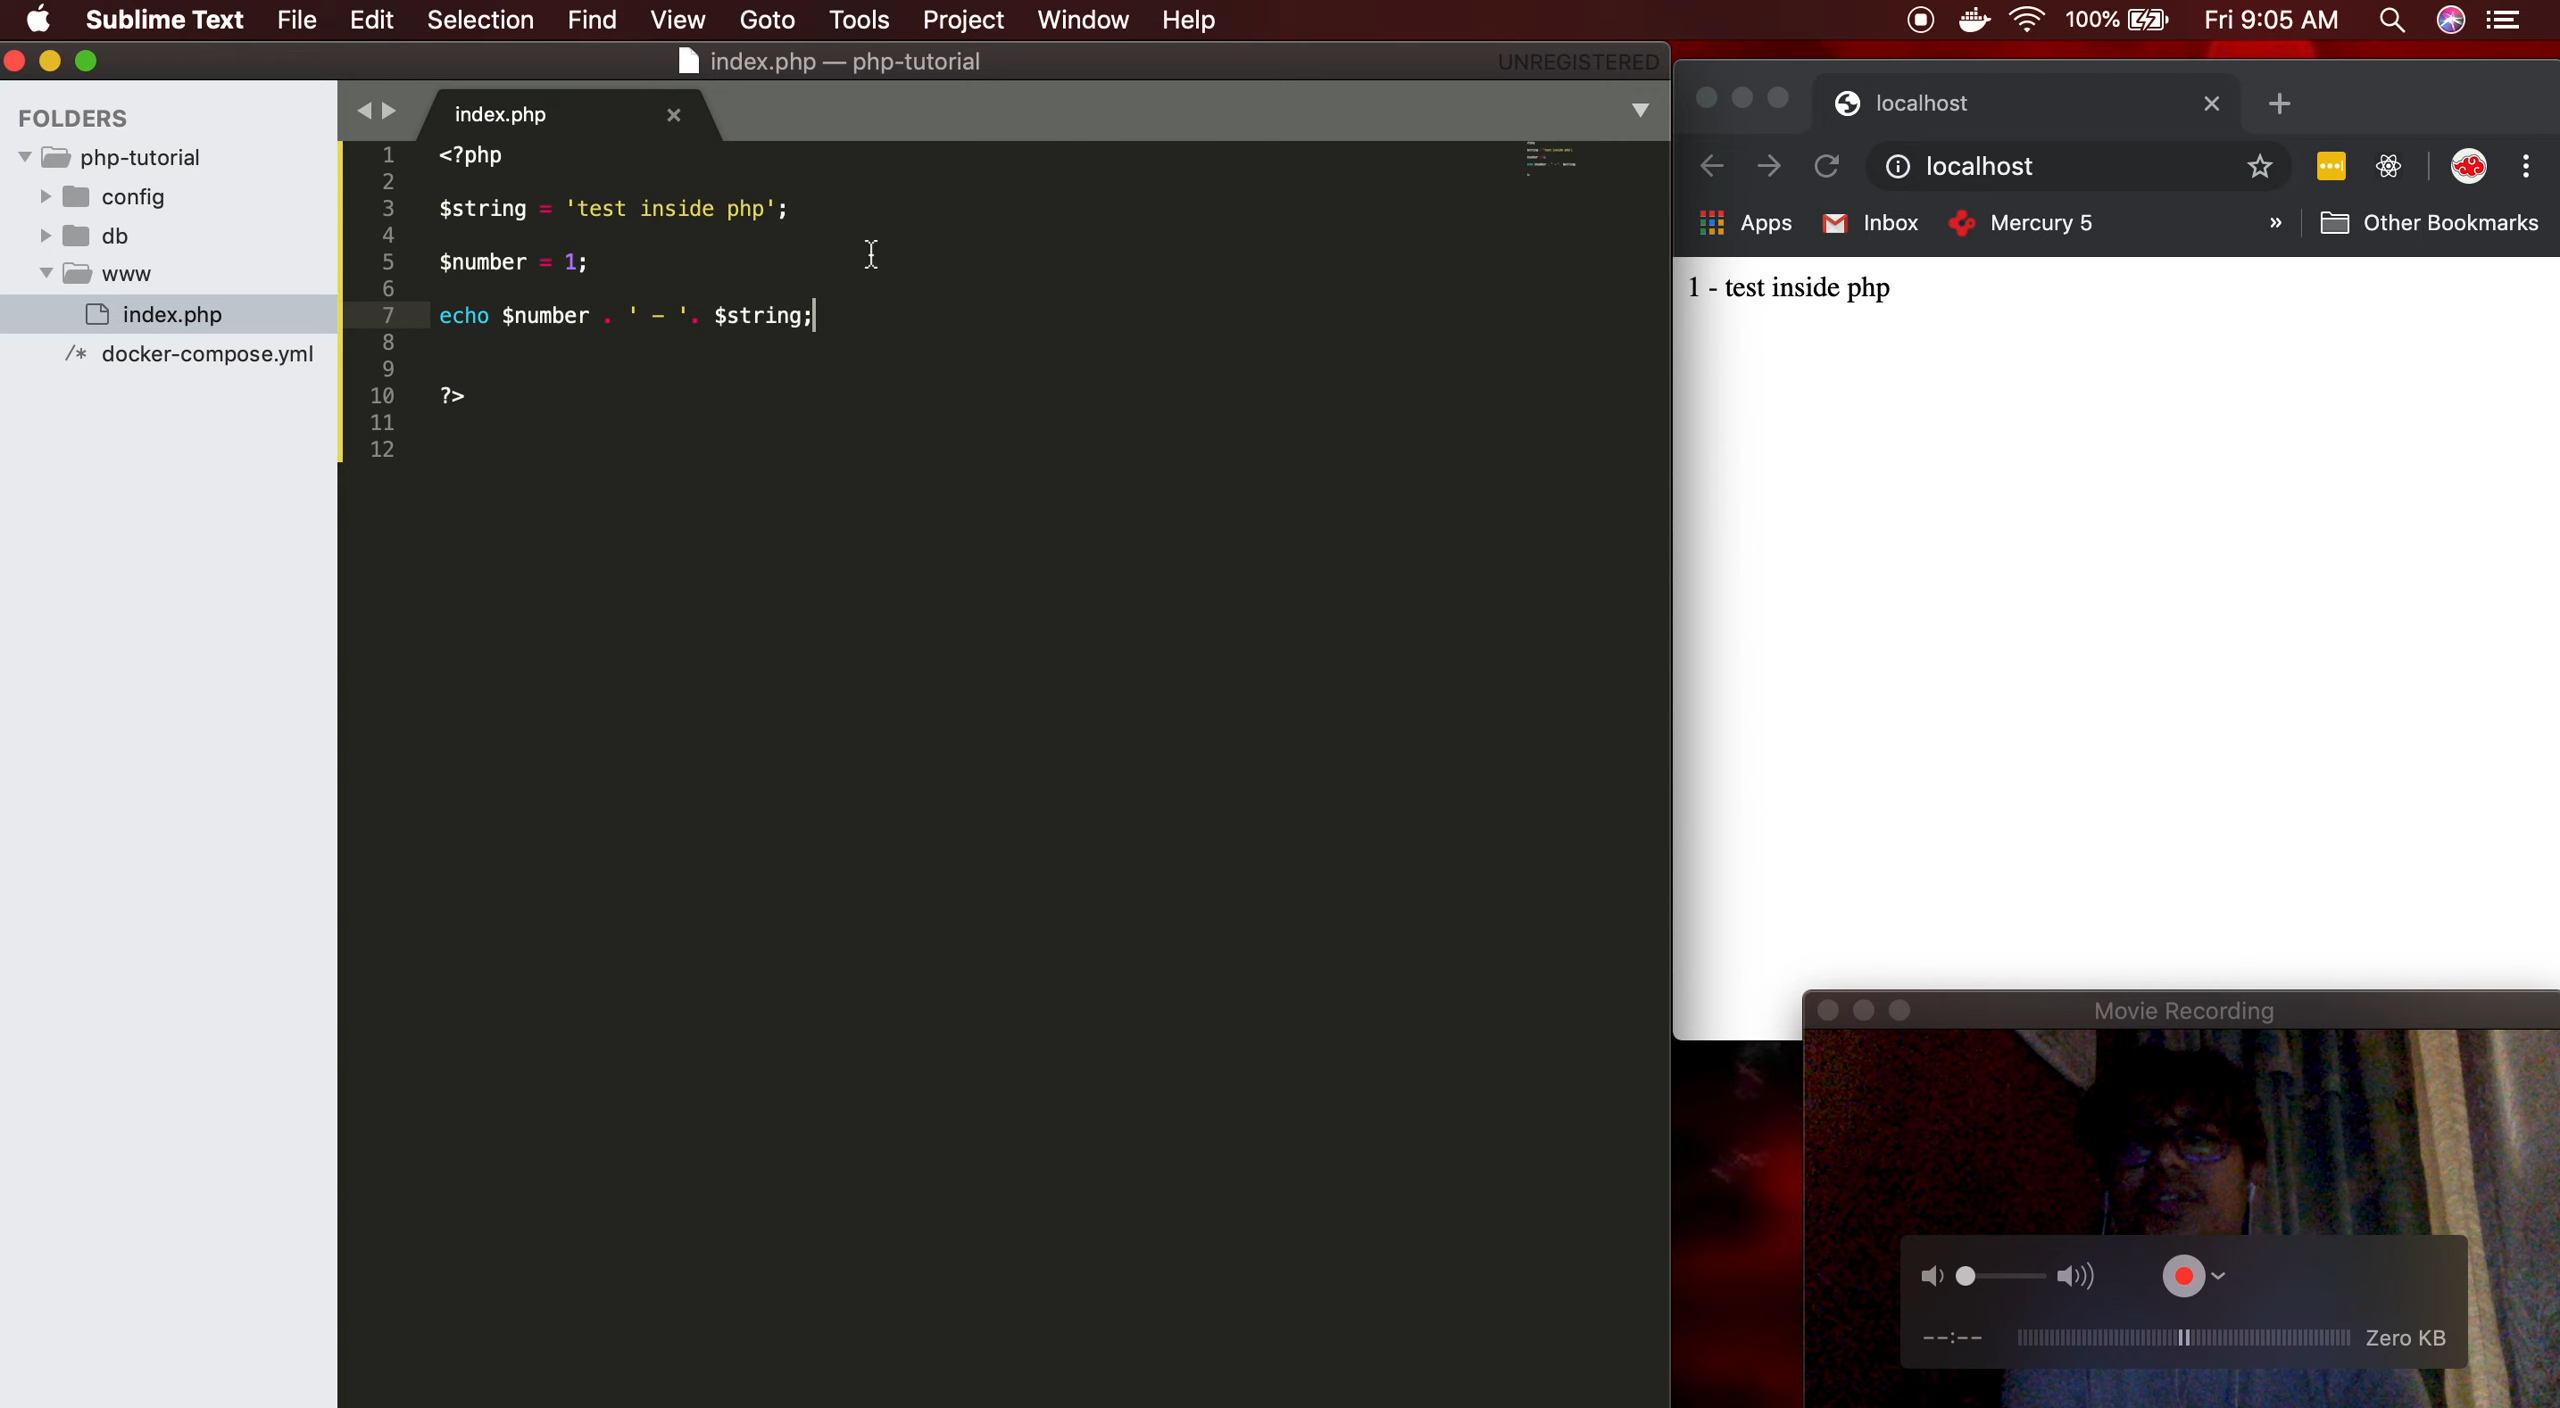 Sublime Text File Edit Selection Find View Goto Tools Project Window Help 100% Fri 9:05 AM
index.php — php-tutorial UNREGISTERED
FOLDERS
php-tutorial
config
db
www
index.php
/* docker-compose.yml
index.php
1 <?php
2
3 $string = 'test inside php';
4
5 $number = 1;
6
7 echo $number . ' - '. $string;
8
9
10 ?>
11
12
localhost
localhost
Apps Inbox Mercury 5 » Other Bookmarks
1 - test inside php
Movie Recording
--:-- Zero KB